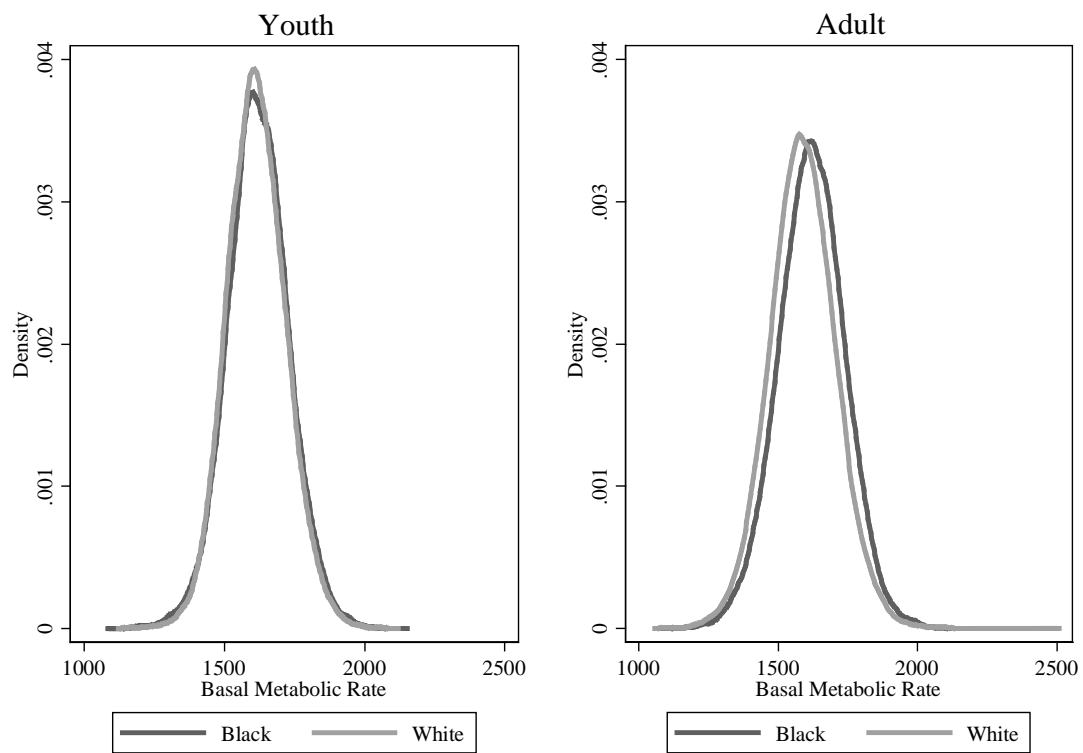 Youth
.004
.003
.002
.001
0
Density
1000 1500 2000 2500
Basal Metabolic Rate
Black White
Adult
.004
.003
.002
.001
0
Density
1000 1500 2000 2500
Basal Metabolic Rate
Black White